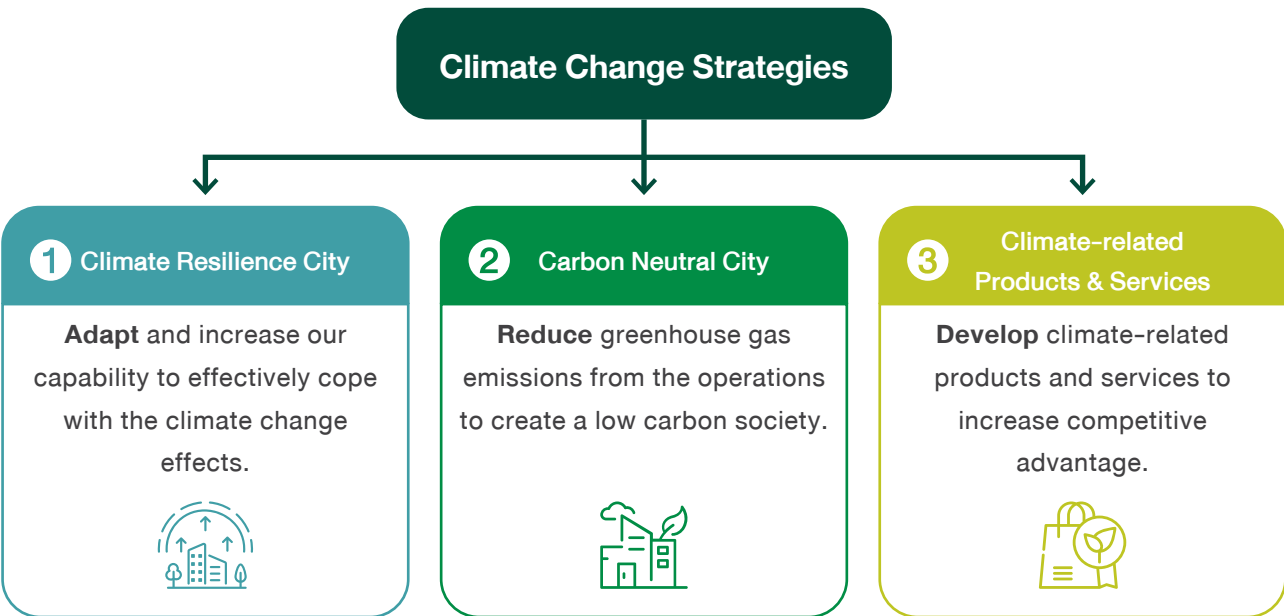 Climate Change Strategies
1 Climate Resilience City
Adapt and increase our
capability to effectively cope
with the climate change
effects.
2 Carbon Neutral City
Reduce greenhouse gas
emissions from the operations
to create a low carbon society.
3 Climate-related
Products & Services
Develop climate-related
products and services to
increase competitive
advantage.